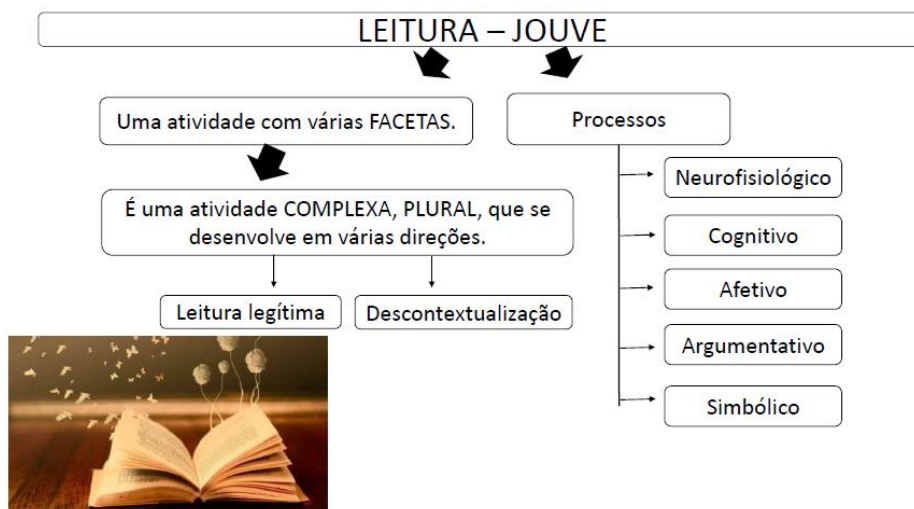 LEITURA – JOUVE
Uma atividade com várias FACETAS.
É uma atividade COMPLEXA, PLURAL, que se
desenvolve em várias direções.
Leitura legítima
Descontextualização
Processos
Neurofisiológico
Cognitivo
Afetivo
Argumentativo
Simbólico